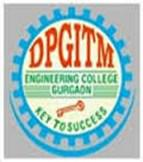 DPGITM
ENGINEERING COLLEGE
GURGAON
KEY TO SUCCESS